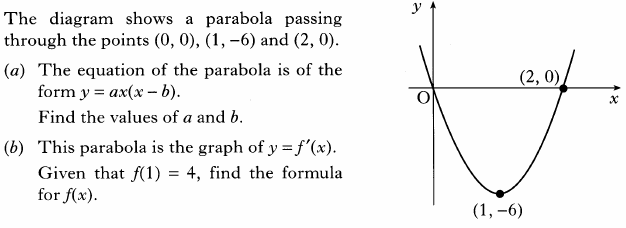 The diagram shows a parabola passing
through the points (0, 0), (1, −6) and (2, 0).
(a) The equation of the parabola is of the
form y = ax(x − b).
Find the values of a and b.
(b) This parabola is the graph of y = f′(x).
Given that f(1) = 4, find the formula
for f(x).
y
(2, 0)
O
x
(1, −6)